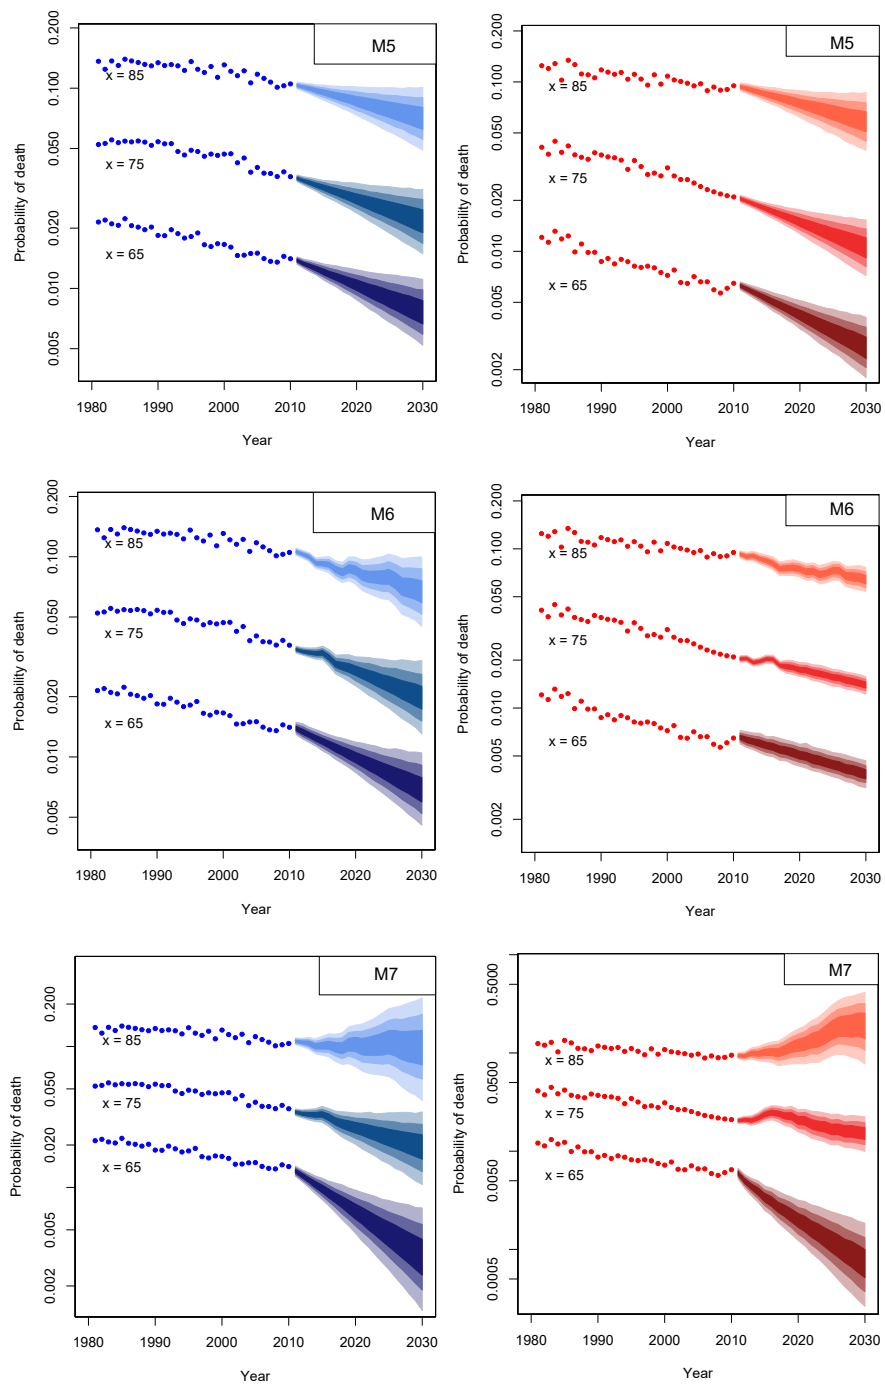 M5
Probability of death
0.200
0.100
0.050
0.020
0.010
0.005
x = 85
x = 75
x = 65
1980 1990 2000 2010 2020 2030
Year
M5
Probability of death
0.200
0.100
0.050
0.020
0.010
0.005
0.002
x = 85
x = 75
x = 65
1980 1990 2000 2010 2020 2030
Year
M6
Probability of death
0.200
0.100
0.050
0.020
0.010
0.005
x = 85
x = 75
x = 65
1980 1990 2000 2010 2020 2030
Year
M6
Probability of death
0.200
0.100
0.050
0.020
0.010
0.005
0.002
x = 85
x = 75
x = 65
1980 1990 2000 2010 2020 2030
Year
M7
Probability of death
0.200
0.050
0.020
0.005
0.002
x = 85
x = 75
x = 65
1980 1990 2000 2010 2020 2030
Year
M7
Probability of death
0.5000
0.0500
0.0050
0.0005
x = 85
x = 75
x = 65
1980 1990 2000 2010 2020 2030
Year